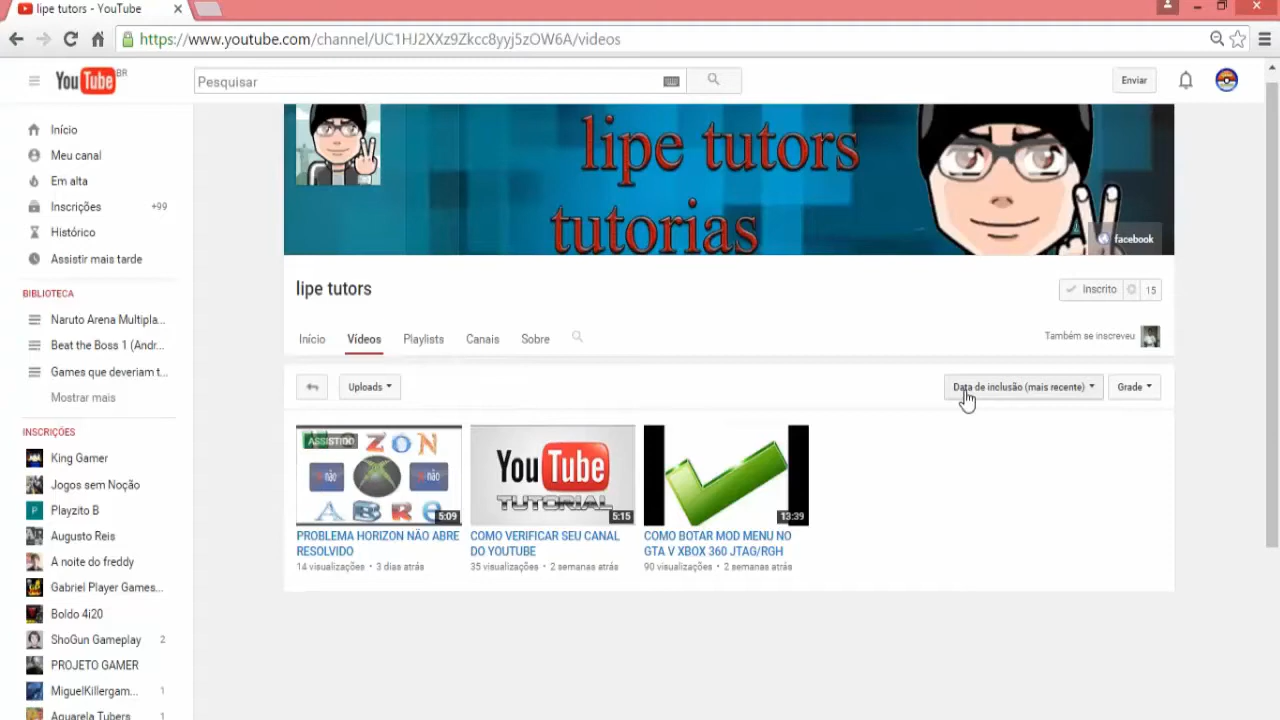 lipe tutors - YouTube
https://www.youtube.com/channel/UC1HJ2XXz9Zkcc8yyj5zOW6A/videos
YouTube BR
Pesquisar
Enviar
Início
Meu canal
Em alta
Inscrições +99
Histórico
Assistir mais tarde
BIBLIOTECA
Naruto Arena Multipla...
Beat the Boss 1 (Andr...
Games que deveriam t...
Mostrar mais
INSCRIÇÕES
King Gamer
Jogos sem Noção
P Playzito B
Augusto Reis
A noite do freddy
Gabriel Player Games...
Boldo 4i20
ShoGun Gameplay 2
PROJETO GAMER
MiguelKillergam... 1
Aquarela Tubers 1
lipe tutors
tutorias
facebook
lipe tutors
Inscrito 15
Início Vídeos Playlists Canais Sobre
Também se inscreveu
Uploads
Data de inclusão (mais recente) Grade
ASSISTIDO
ZON
não não
ABRE
5:09
PROBLEMA HORIZON NÃO ABRE
RESOLVIDO
14 visualizações • 3 dias atrás
YouTube
TUTORIAL
5:15
COMO VERIFICAR SEU CANAL
DO YOUTUBE
35 visualizações • 2 semanas atrás
13:39
COMO BOTAR MOD MENU NO
GTA V XBOX 360 JTAG/RGH
90 visualizações • 2 semanas atrás